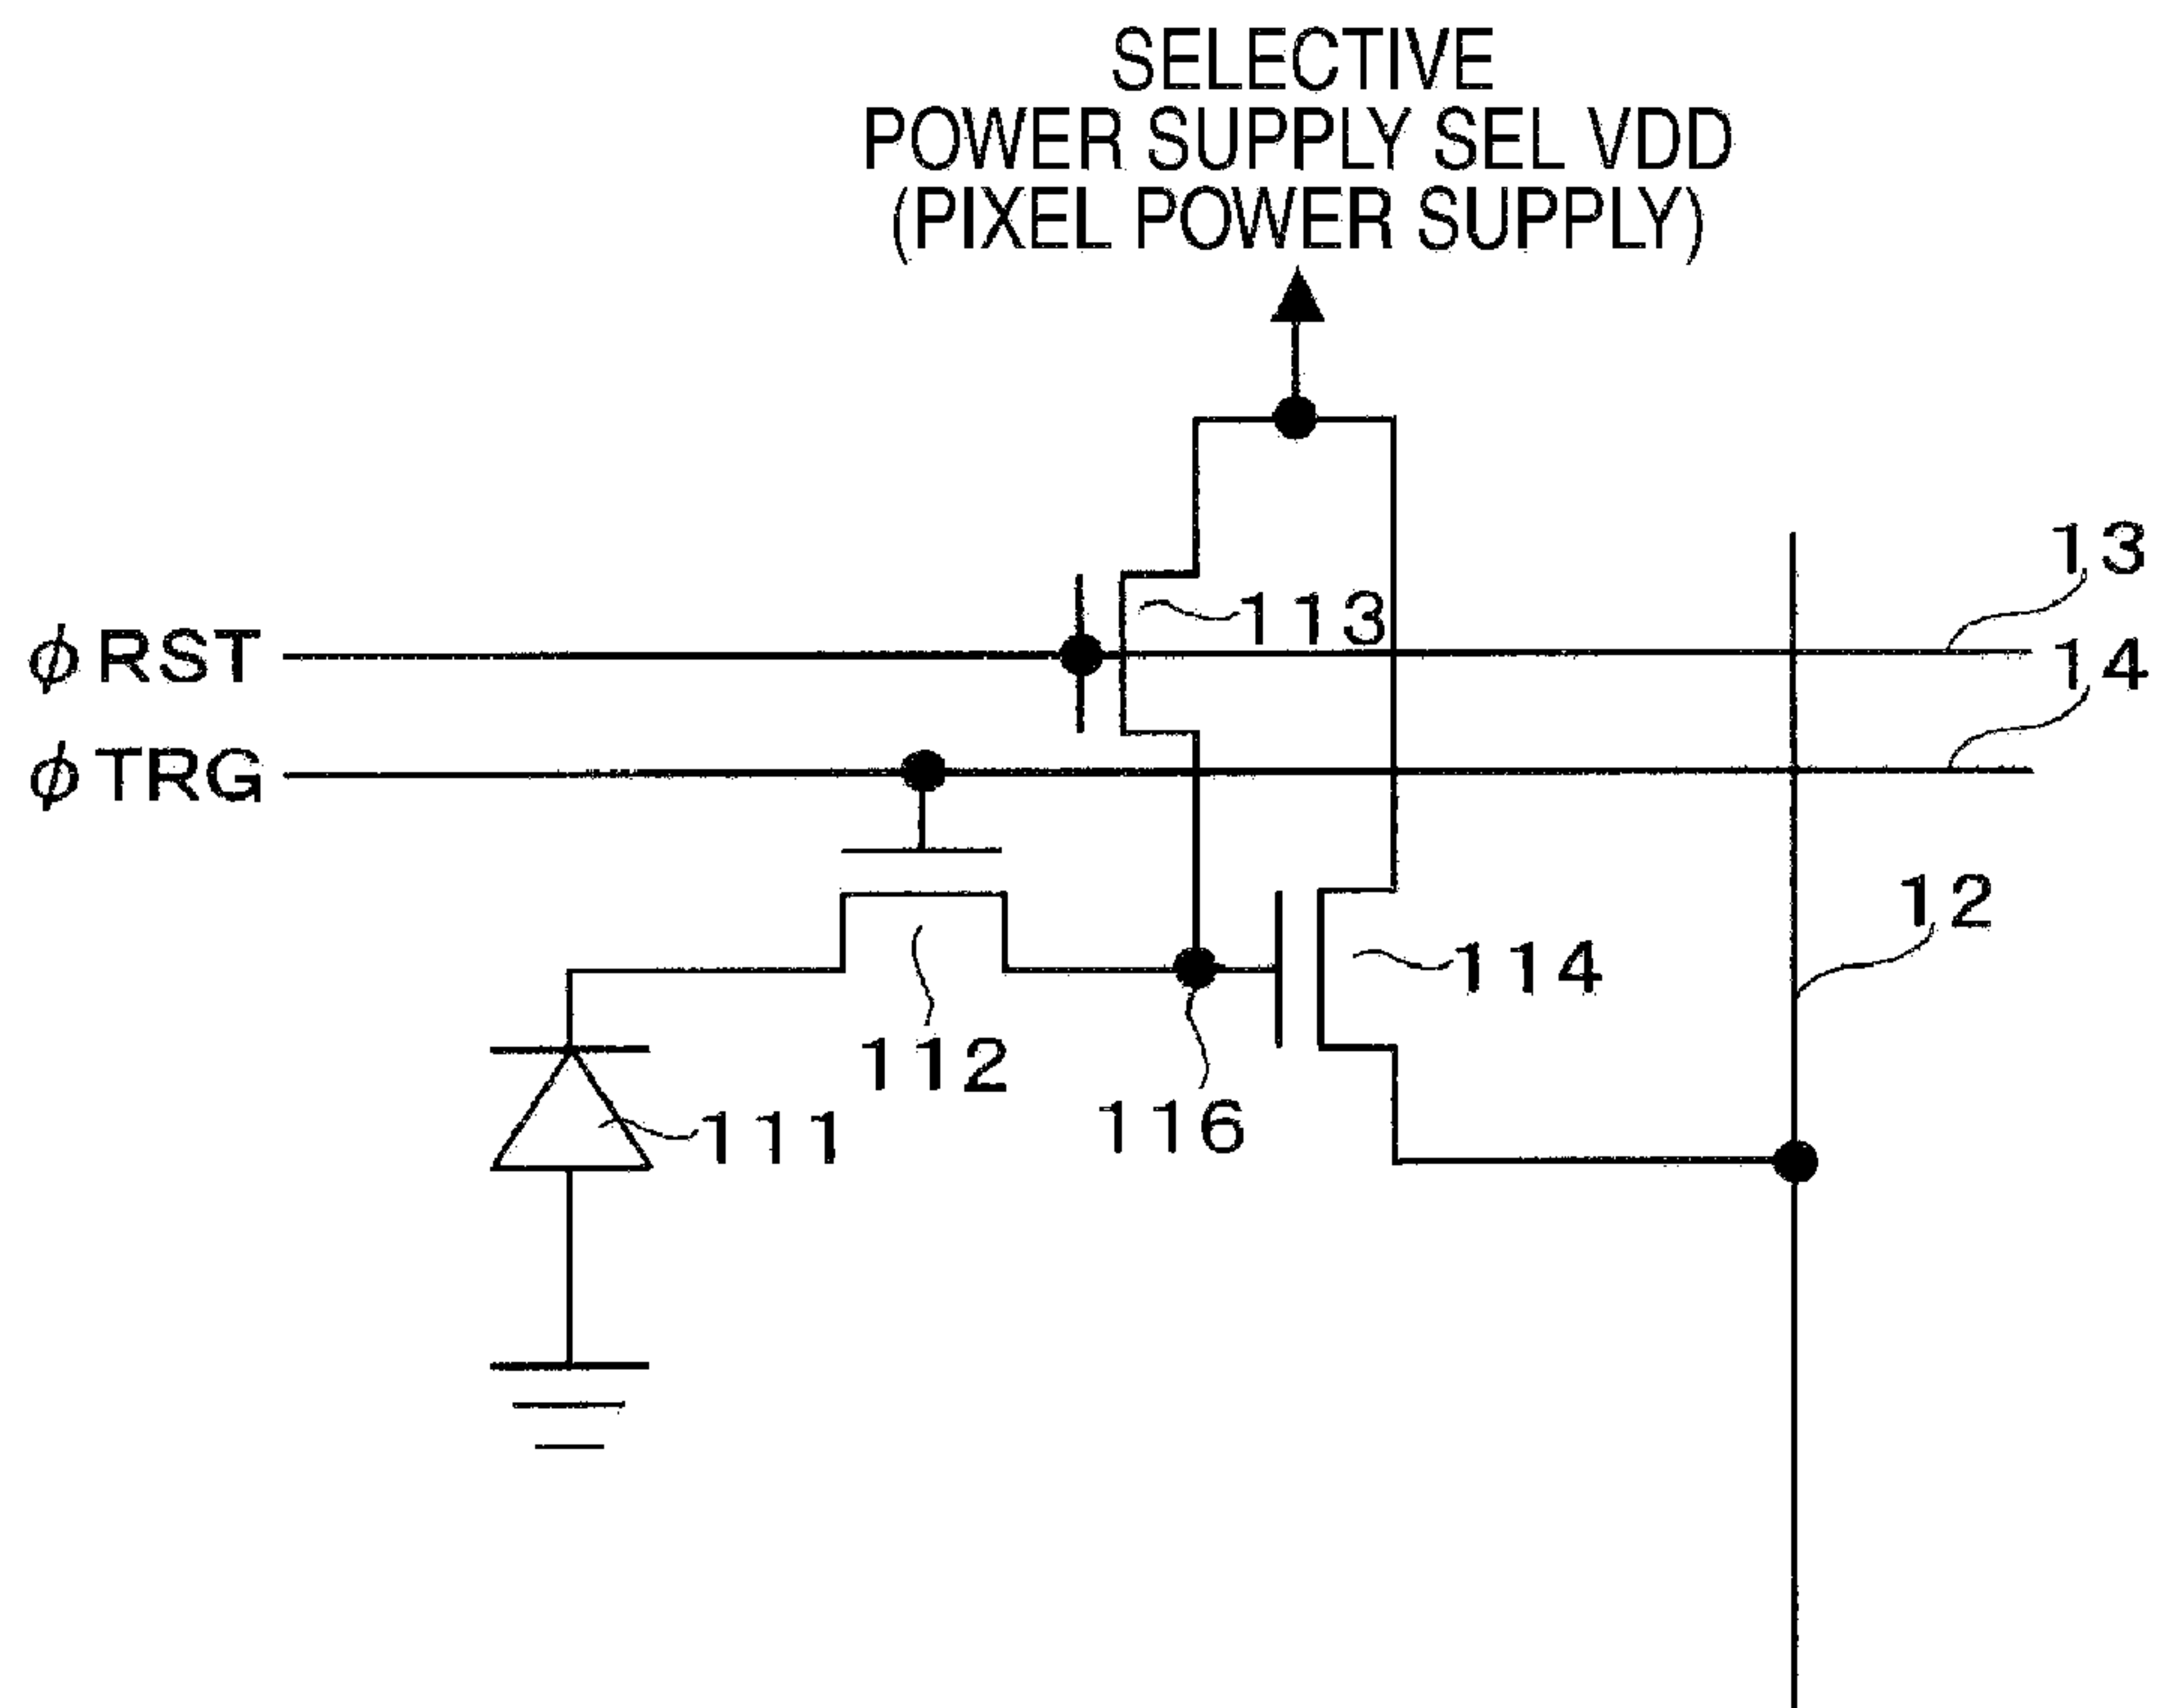 SELECTIVE
POWER SUPPLY SEL VDD
(PIXEL POWER SUPPLY)
13
113
ϕRST
14
ϕTRG
12
114
112
116
111